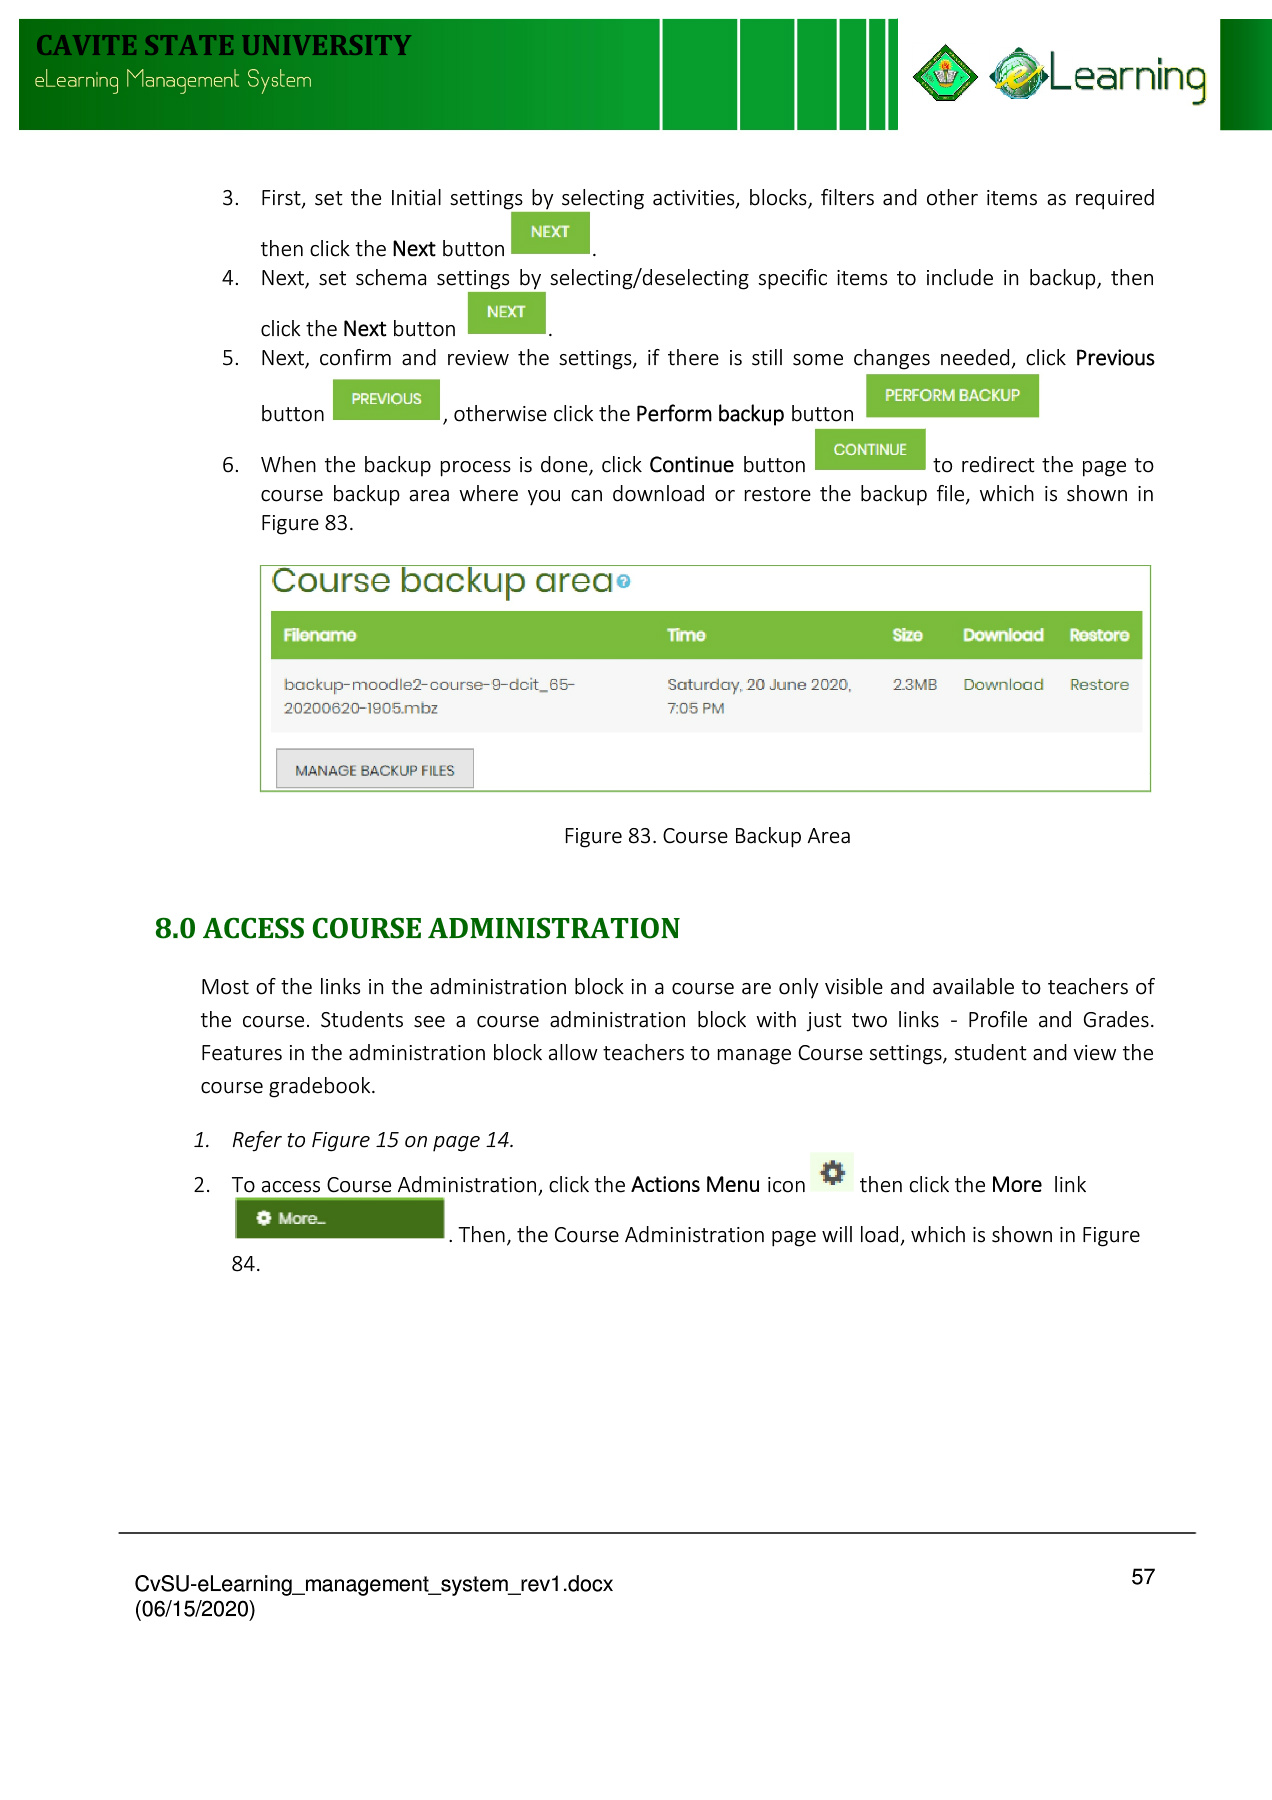 CAVITE STATE UNIVERSITY
eLearning Management System
eLearning
3. First, set the Initial settings by selecting activities, blocks, filters and other items as required
NEXT
then click the Next button .
4. Next, set schema settings by selecting/deselecting specific items to include in backup, then
NEXT
click the Next button .
5. Next, confirm and review the settings, if there is still some changes needed, click Previous
button PREVIOUS , otherwise click the Perform backup button PERFORM BACKUP
6. When the backup process is done, click Continue button CONTINUE to redirect the page to
course backup area where you can download or restore the backup file, which is shown in
Figure 83.
Course backup area ?
Filename Time Size Download Restore
backup-moodle2-course-9-dcit_65- Saturday, 20 June 2020, 2.3MB Download Restore
20200620-1905.mbz 7:05 PM
MANAGE BACKUP FILES
Figure 83. Course Backup Area
8.0 ACCESS COURSE ADMINISTRATION
Most of the links in the administration block in a course are only visible and available to teachers of
the course. Students see a course administration block with just two links - Profile and Grades.
Features in the administration block allow teachers to manage Course settings, student and view the
course gradebook.
1. Refer to Figure 15 on page 14.
2. To access Course Administration, click the Actions Menu icon then click the More link
More... . Then, the Course Administration page will load, which is shown in Figure
84.
CvSU-eLearning_management_system_rev1.docx 57
(06/15/2020)